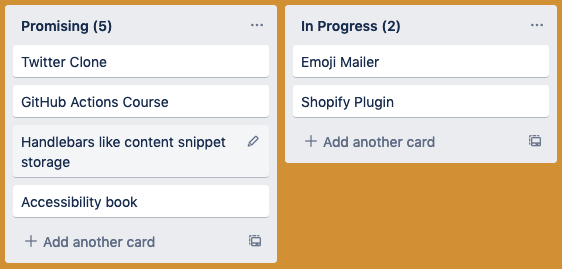 Promising (5)
Twitter Clone
GitHub Actions Course
Handlebars like content snippet
storage
Accessibility book
Add another card
In Progress (2)
Emoji Mailer
Shopify Plugin
Add another card